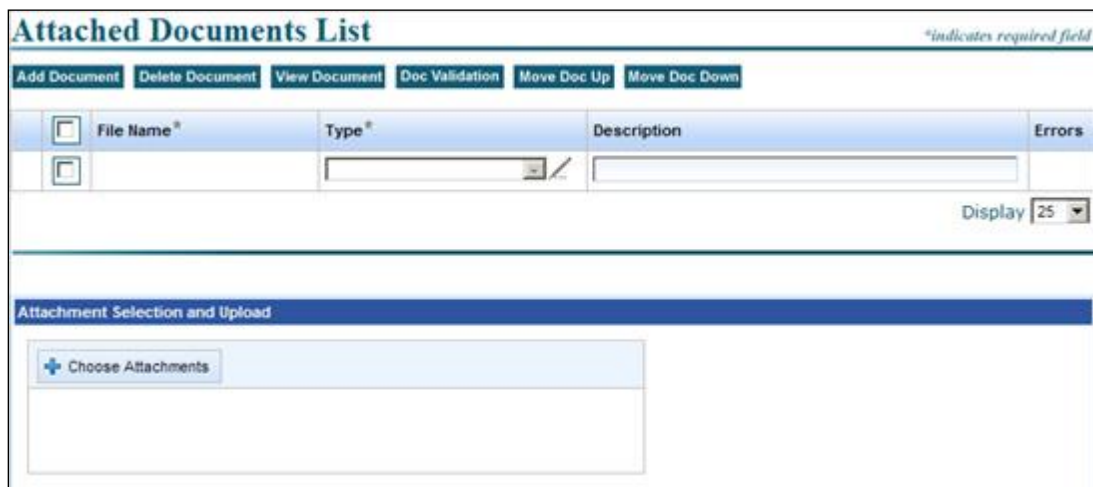 Attached Documents List
*indicates required field
Add Document Delete Document View Document Doc Validation Move Doc Up Move Doc Down
File Name* Type* Description Errors
Display 25
Attachment Selection and Upload
Choose Attachments